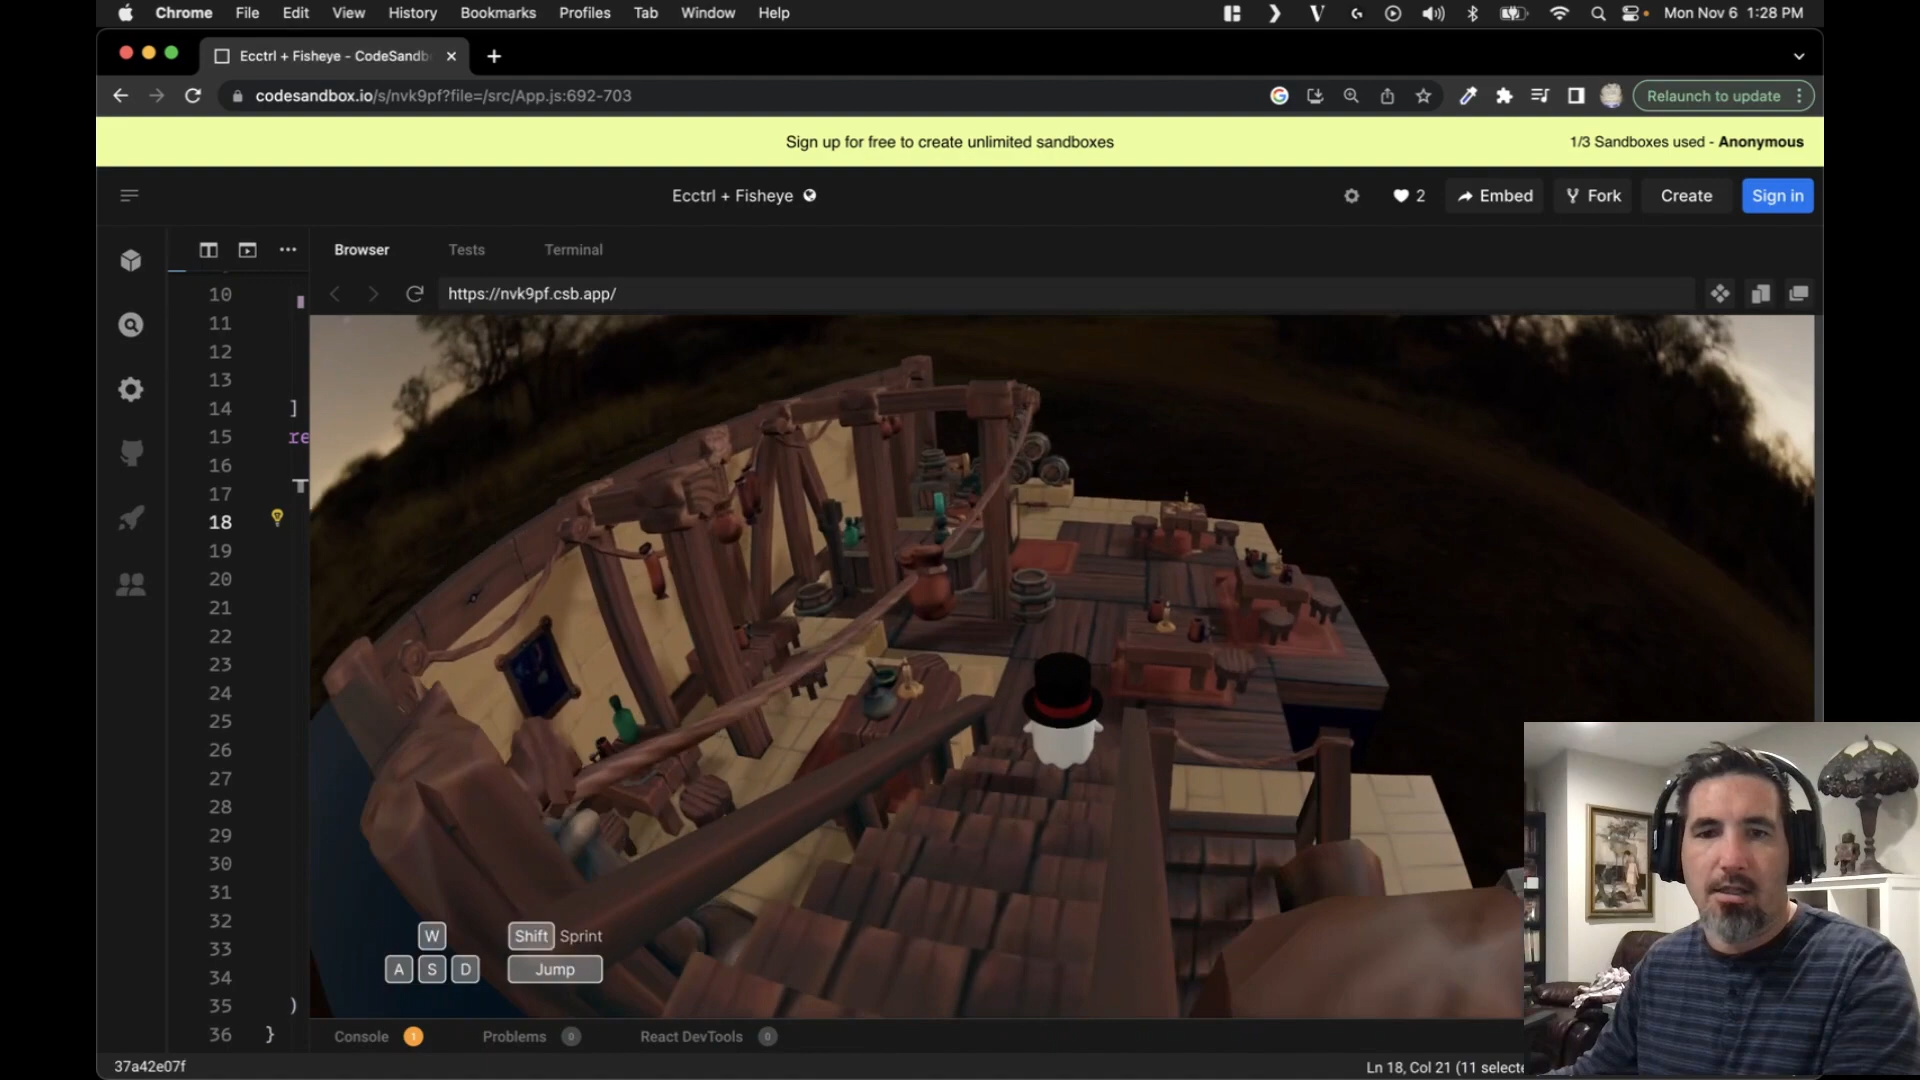 Chrome File Edit View History Bookmarks Profiles Tab Window Help Mon Nov 6 1:28 PM
Ecctrl + Fisheye - CodeSandb
codesandbox.io/s/nvk9pf?file=/src/App.js:692-703 Relaunch to update
Sign up for free to create unlimited sandboxes 1/3 Sandboxes used - Anonymous
Ecctrl + Fisheye 2 Embed Fork Create Sign in
Browser Tests Terminal
https://nvk9pf.csb.app/
10
11
12
13
14 ]
15 re
16
17
18
19
20
21
22
23
24
25
26
27
28
29
30
31
32
33
34
35 )
36 }
W Shift Sprint
A S D Jump
Console 1 Problems 0 React DevTools 0
37a42e07f Ln 18, Col 21 (11 selecte